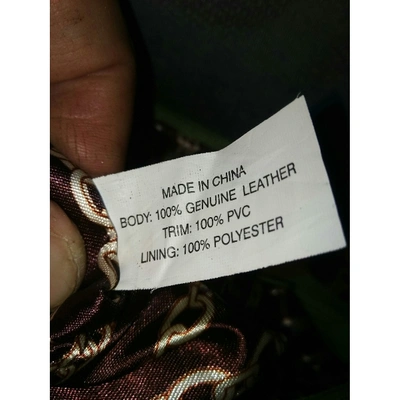 MADE IN CHINA
BODY: 100% GENUINE LEATHER
TRIM: 100% PVC
LINING: 100% POLYESTER